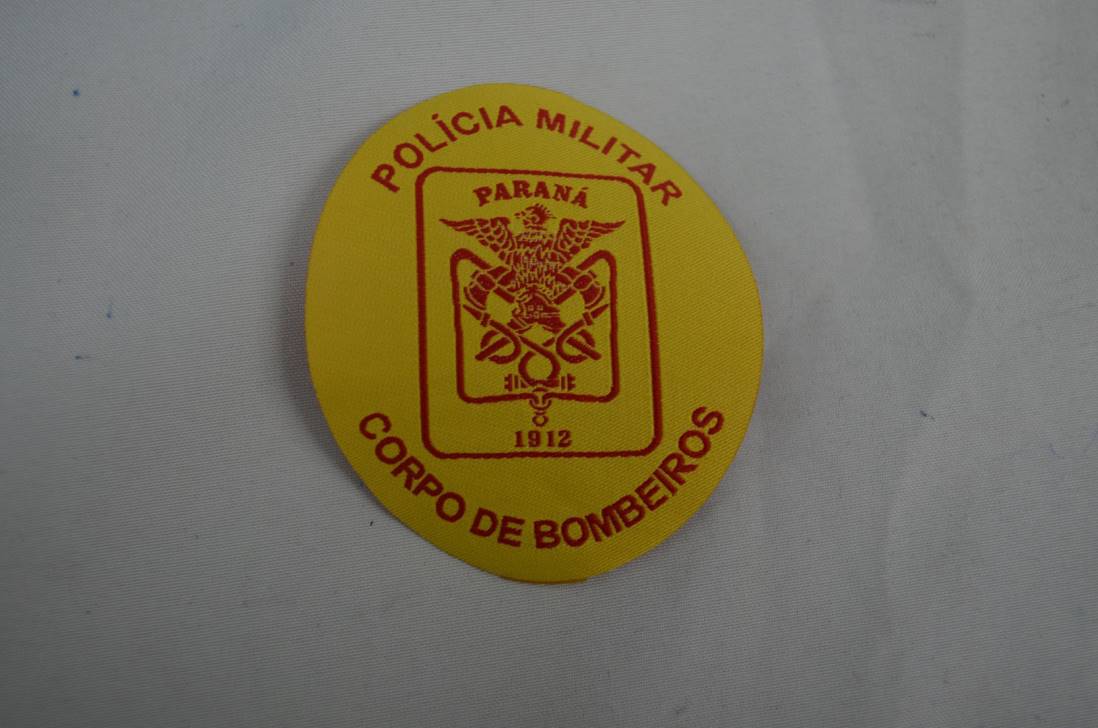 POLÍCIA MILITAR
PARANÁ
1912
CORPO DE BOMBEIROS